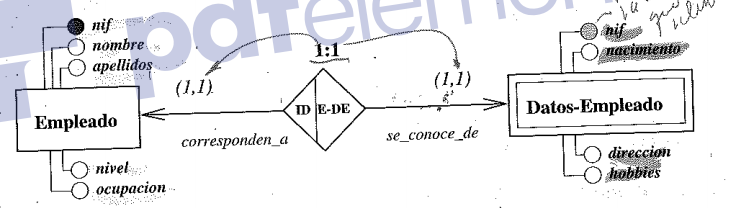 pdfelement
nif
nombre
apellidos
(1,1)
1:1
(1,1)
nif
nacimiento
Empleado
ID E-DE
Datos-Empleado
corresponden_a
se_conoce_de
nivel
ocupacion
direccion
hobbies